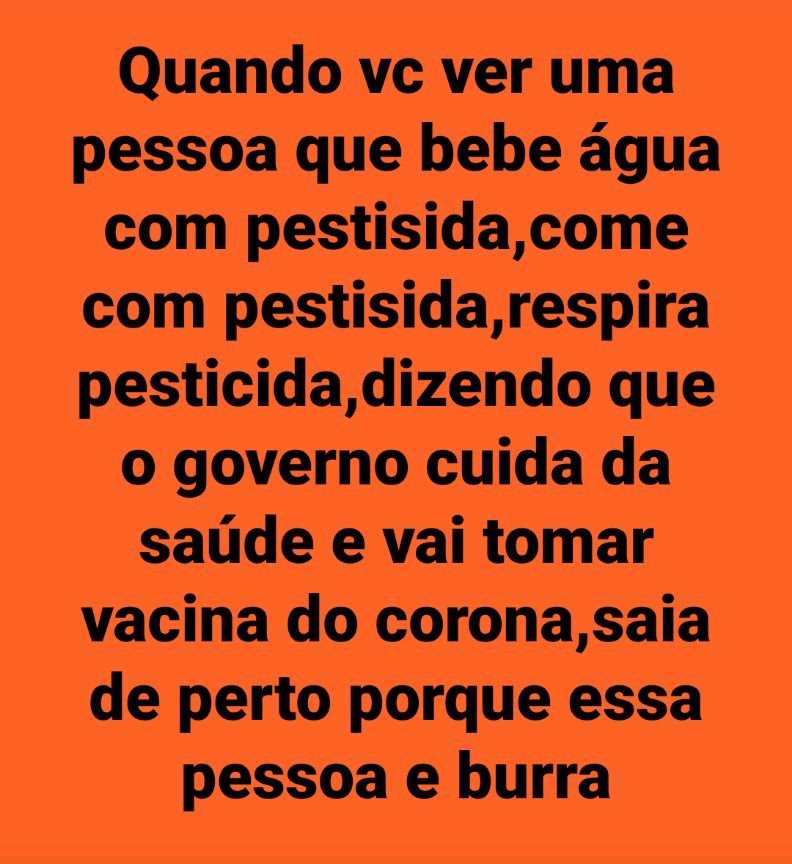 Quando vc ver uma
pessoa que bebe água
com pestisida,come
com pestisida,respira
pesticida,dizendo que
o governo cuida da
saúde e vai tomar
vacina do corona,saia
de perto porque essa
pessoa e burra